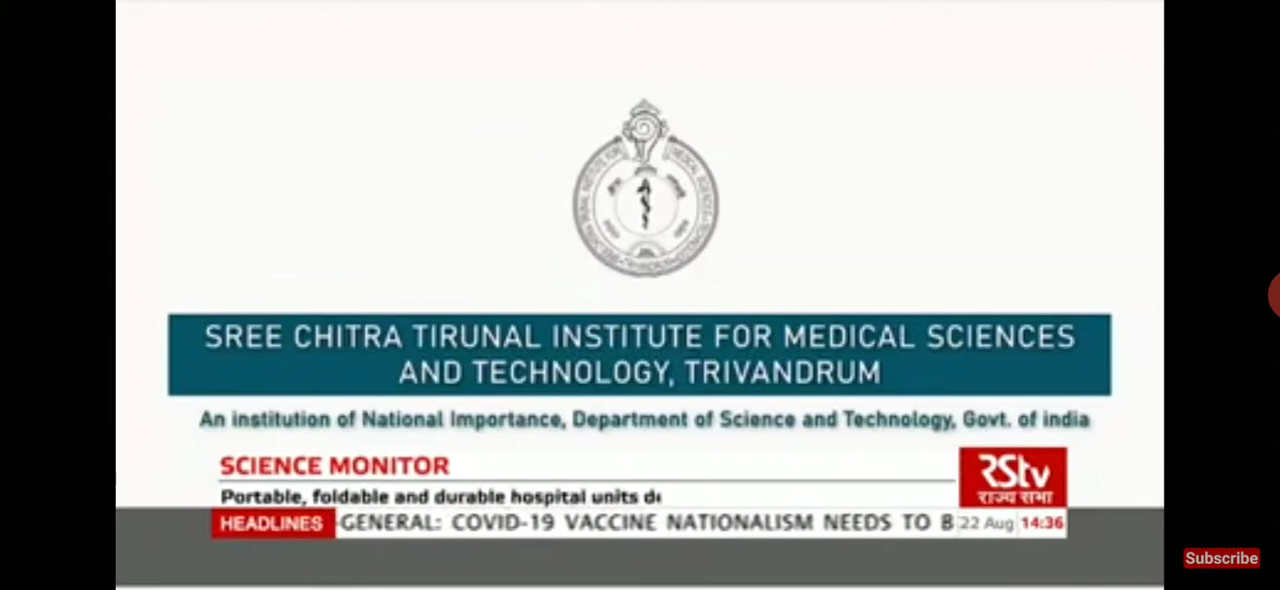 SREE CHITRA TIRUNAL INSTITUTE FOR MEDICAL SCIENCES
AND TECHNOLOGY, TRIVANDRUM
An institution of National Importance, Department of Science and Technology, Govt. of india
SCIENCE MONITOR
Portable, foldable and durable hospital units de
RStv
राज्य सभा
HEADLINES -GENERAL: COVID-19 VACCINE NATIONALISM NEEDS TO B 22 Aug 14:36
Subscribe